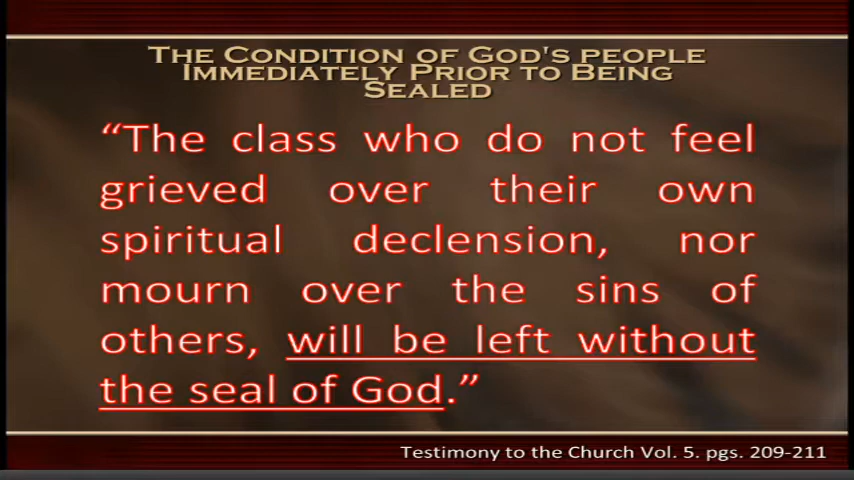 The Condition of God's people
Immediately Prior to Being
Sealed
“The class who do not feel
grieved over their own
spiritual declension, nor
mourn over the sins of
others, will be left without
the seal of God.”
Testimony to the Church Vol. 5. pgs. 209-211